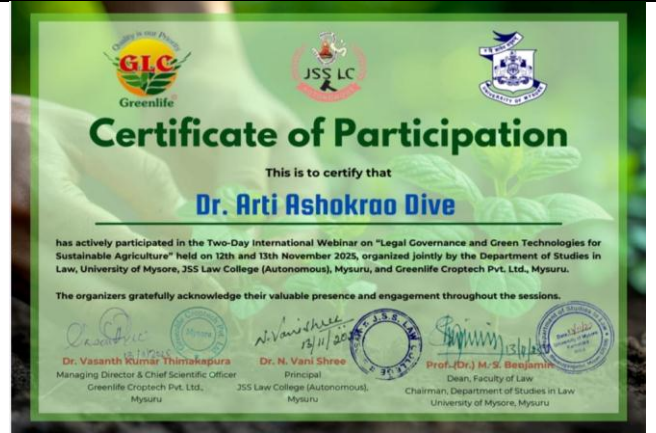 Quality is our Priority
GLC
Greenlife
JSS LC
UNIVERSITY OF MYSORE
Certificate of Participation
This is to certify that
Dr. Arti Ashokrao Dive
has actively participated in the Two-Day International Webinar on “Legal Governance and Green Technologies for
Sustainable Agriculture” held on 12th and 13th November 2025, organized jointly by the Department of Studies in
Law, University of Mysore, JSS Law College (Autonomous), Mysuru, and Greenlife Croptech Pvt. Ltd., Mysuru.
The organizers gratefully acknowledge their valuable presence and engagement throughout the sessions.
N. Vani Shree
Mysuru
Dr. Vasanth Kumar Thimakapura
Managing Director & Chief Scientific Officer
Greenlife Croptech Pvt. Ltd.,
Mysuru
Dr. N. Vani Shree
Principal
JSS Law College (Autonomous),
Mysuru
Prof.(Dr.) M. S. Benjamin
Dean, Faculty of Law
Chairman, Department of Studies in Law
University of Mysore, Mysuru